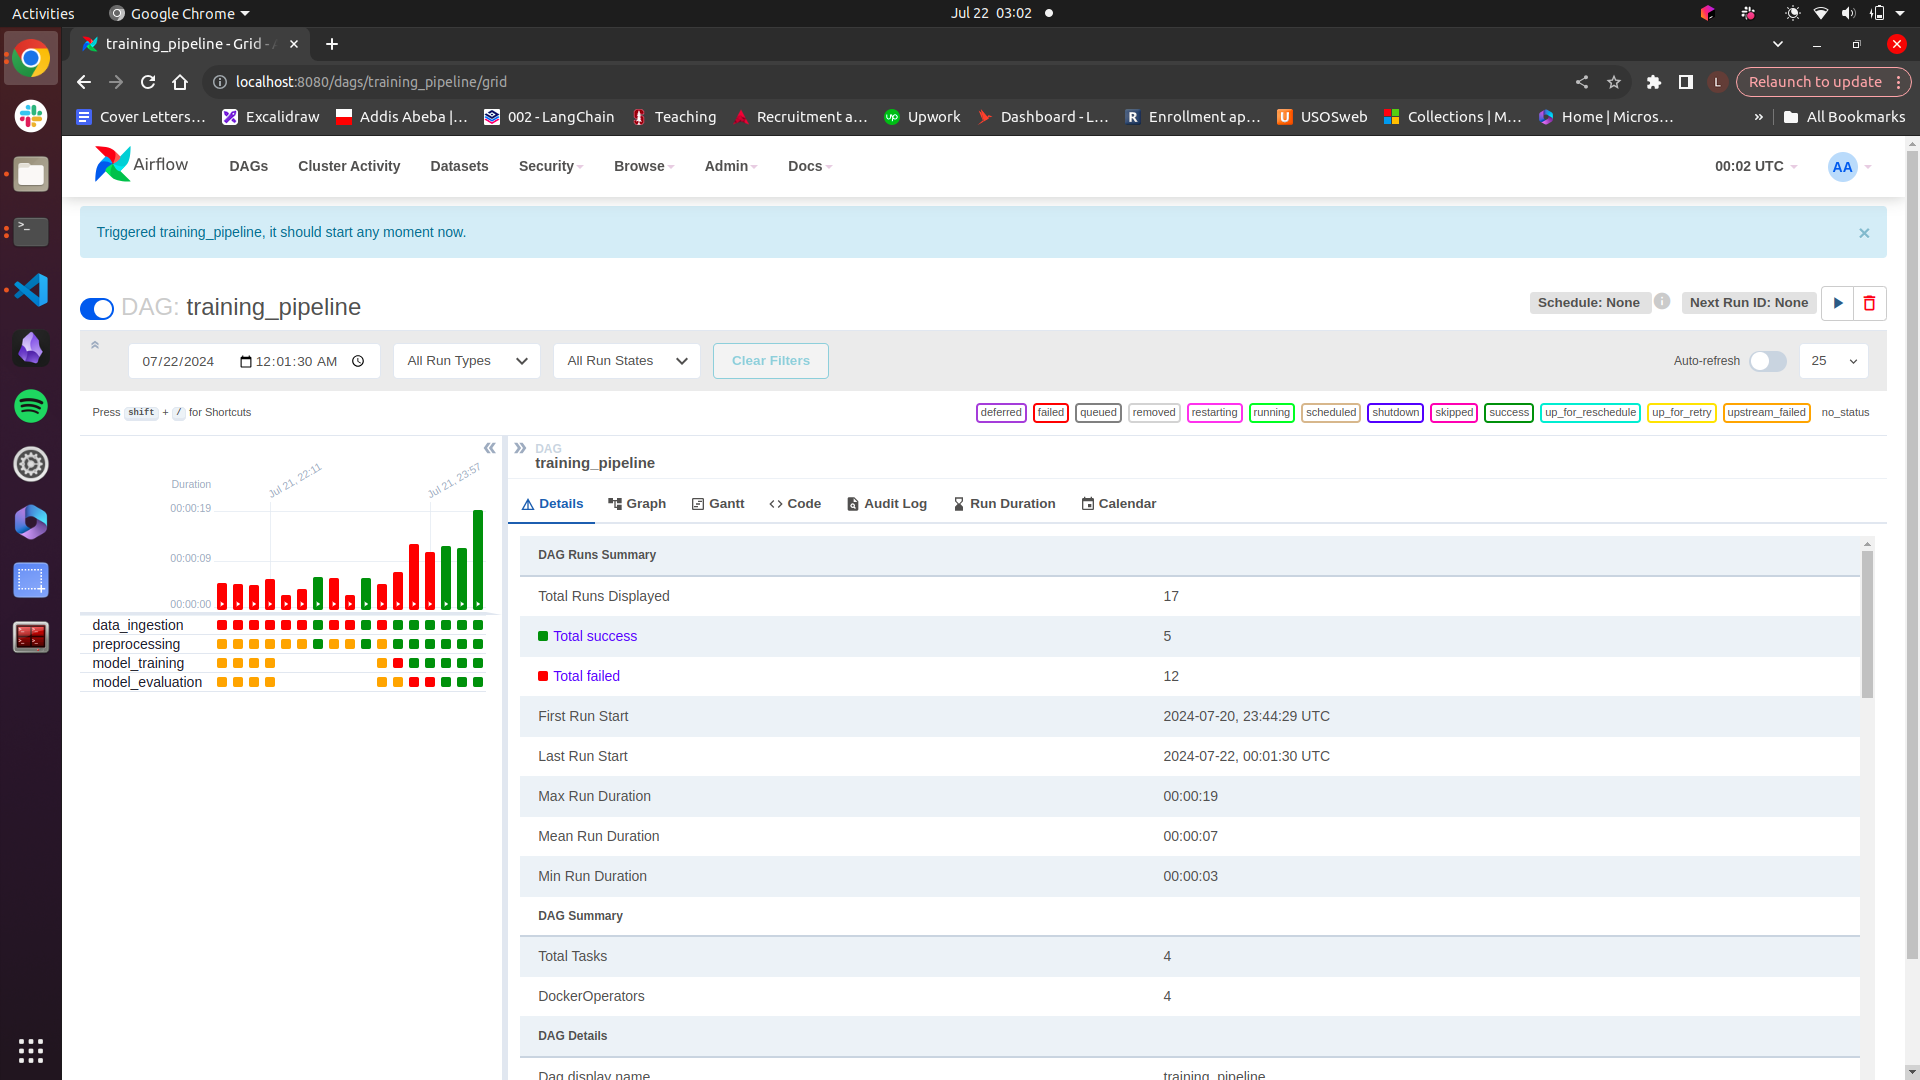 Activities Google Chrome Jul 22 03:02
training_pipeline - Grid - A
localhost:8080/dags/training_pipeline/grid L Relaunch to update
Cover Letters… Excalidraw Addis Abeba |… 002 - LangChain Teaching Recruitment a… Upwork Dashboard - L… Enrollment ap… USOSweb Collections | M… Home | Micros… » All Bookmarks
Airflow DAGs Cluster Activity Datasets Security Browse Admin Docs 00:02 UTC AA
Triggered training_pipeline, it should start any moment now. ×
DAG: training_pipeline Schedule: None Next Run ID: None
07/22/2024 12:01:30 AM All Run Types All Run States Clear Filters Auto-refresh 25
Press shift + / for Shortcuts deferred failed queued removed restarting running scheduled shutdown skipped success up_for_reschedule up_for_retry upstream_failed no_status
DAG
training_pipeline
Duration
Jul 21, 22:11 Jul 21, 23:57
00:00:19
00:00:09
00:00:00
data_ingestion
preprocessing
model_training
model_evaluation
Details Graph Gantt Code Audit Log Run Duration Calendar
DAG Runs Summary
Total Runs Displayed 17
Total success 5
Total failed 12
First Run Start 2024-07-20, 23:44:29 UTC
Last Run Start 2024-07-22, 00:01:30 UTC
Max Run Duration 00:00:19
Mean Run Duration 00:00:07
Min Run Duration 00:00:03
DAG Summary
Total Tasks 4
DockerOperators 4
DAG Details
Dag display name training_pipeline